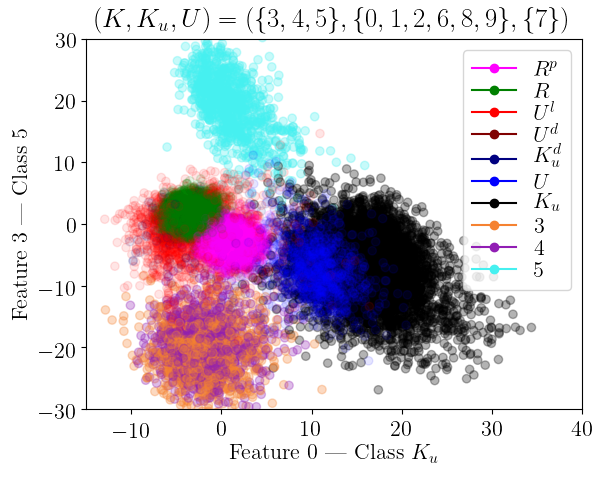 (K, K_u, U) = ({3, 4, 5}, {0, 1, 2, 6, 8, 9}, {7})
30
20
10
0
−10
−20
−30
Feature 3 — Class 5
R^p
R
U^l
U^d
K_u^d
U
K_u
3
4
5
−10
0
10
20
30
40
Feature 0 — Class K_u